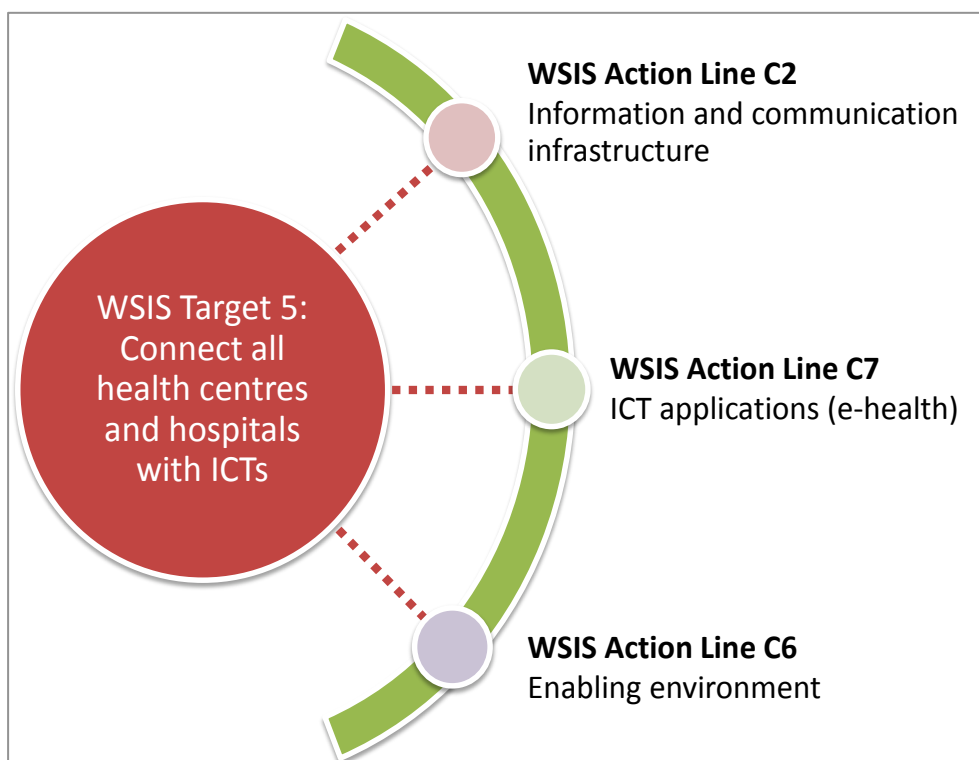 WSIS Action Line C2
Information and communication
infrastructure
WSIS Target 5:
Connect all
health centres
and hospitals
with ICTs
WSIS Action Line C7
ICT applications (e-health)
WSIS Action Line C6
Enabling environment